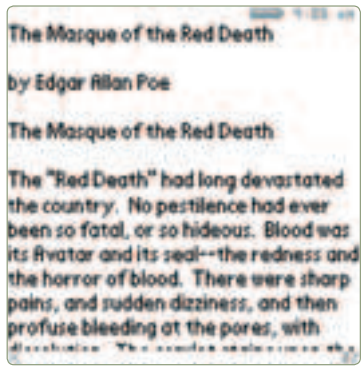 The Masque of the Red Death
by Edgar Allan Poe
The Masque of the Red Death
The "Red Death" had long devastated
the country. No pestilence had ever
been so fatal, or so hideous. Blood was
its Avatar and its seal--the redness and
the horror of blood. There were sharp
pains, and sudden dizziness, and then
profuse bleeding at the pores, with